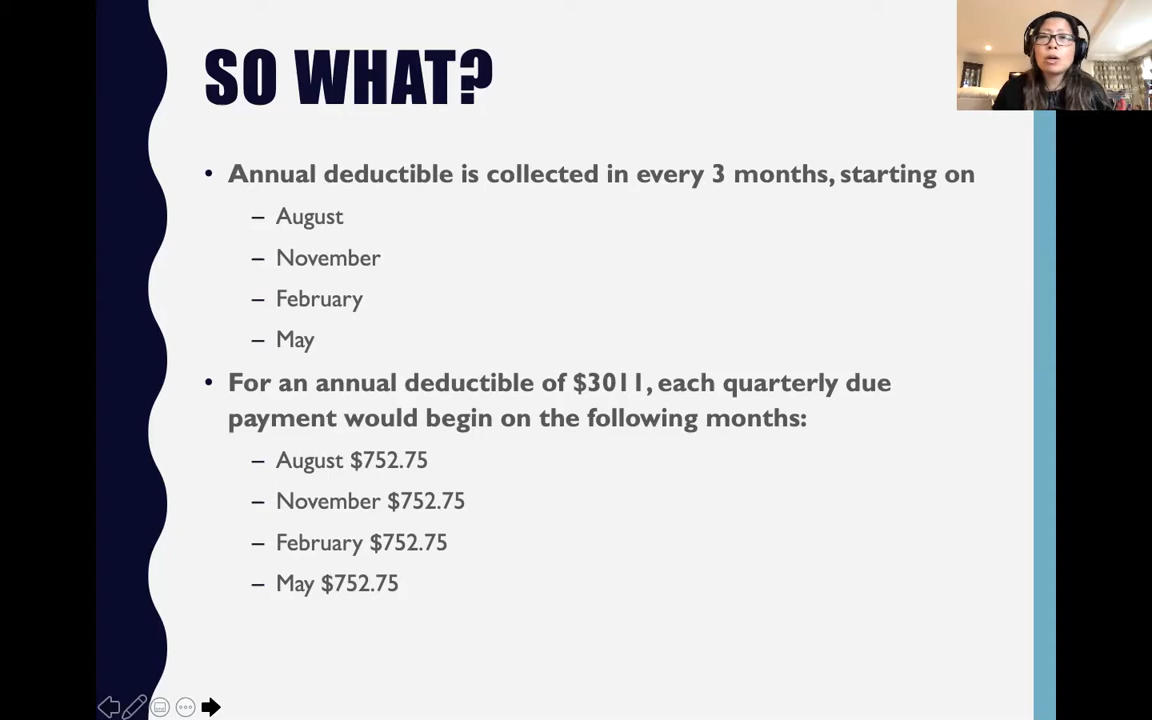 SO WHAT?
• Annual deductible is collected in every 3 months, starting on
– August
– November
– February
– May
• For an annual deductible of $3011, each quarterly due
payment would begin on the following months:
– August $752.75
– November $752.75
– February $752.75
– May $752.75